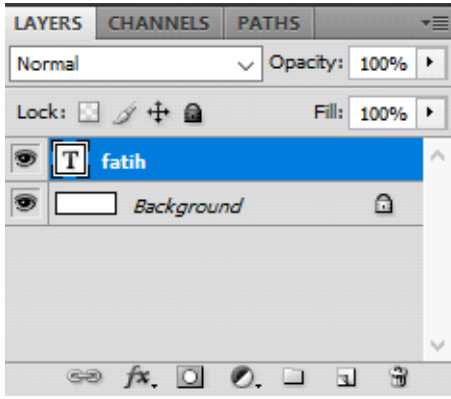 LAYERS CHANNELS PATHS
Normal Opacity: 100%
Lock: Fill: 100%
T fatih
Background
fx.